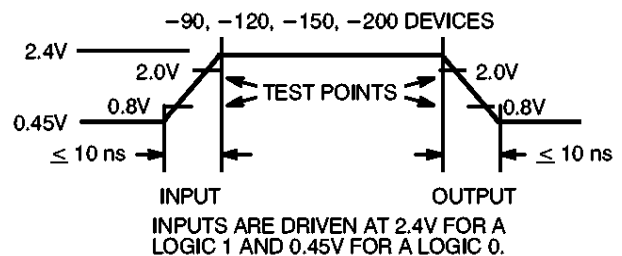 –90, –120, –150, –200 DEVICES
2.4V
2.0V
TEST POINTS
2.0V
0.8V
0.8V
0.45V
≤ 10 ns
≤ 10 ns
INPUT
OUTPUT
INPUTS ARE DRIVEN AT 2.4V FOR A
LOGIC 1 AND 0.45V FOR A LOGIC 0.